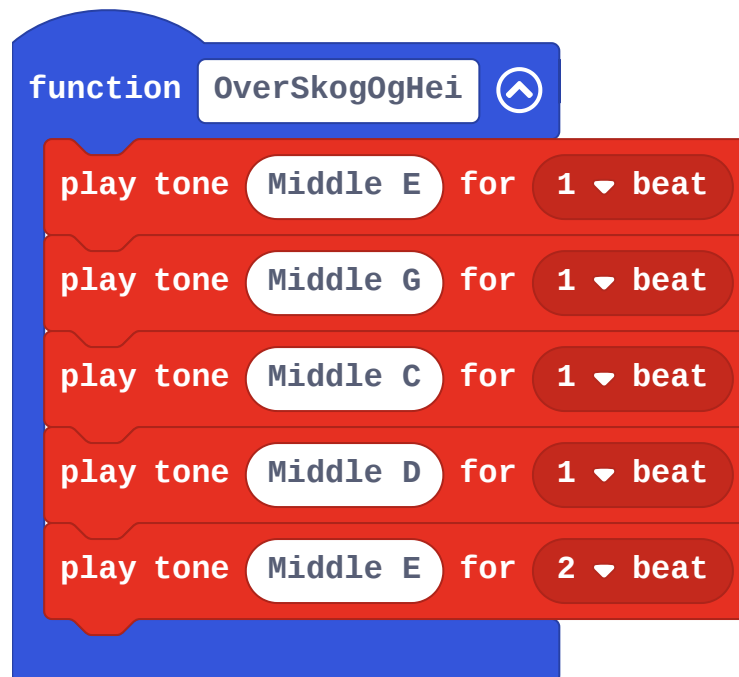 function OverSkogOgHei
play tone Middle E for 1 beat
play tone Middle G for 1 beat
play tone Middle C for 1 beat
play tone Middle D for 1 beat
play tone Middle E for 2 beat